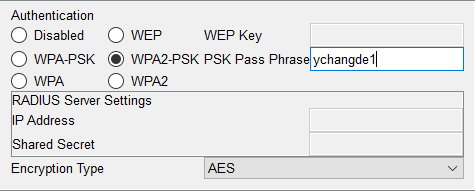 Authentication
Disabled WEP WEP Key
WPA-PSK WPA2-PSK PSK Pass Phrase ychangde1
WPA WPA2
RADIUS Server Settings
IP Address
Shared Secret
Encryption Type AES